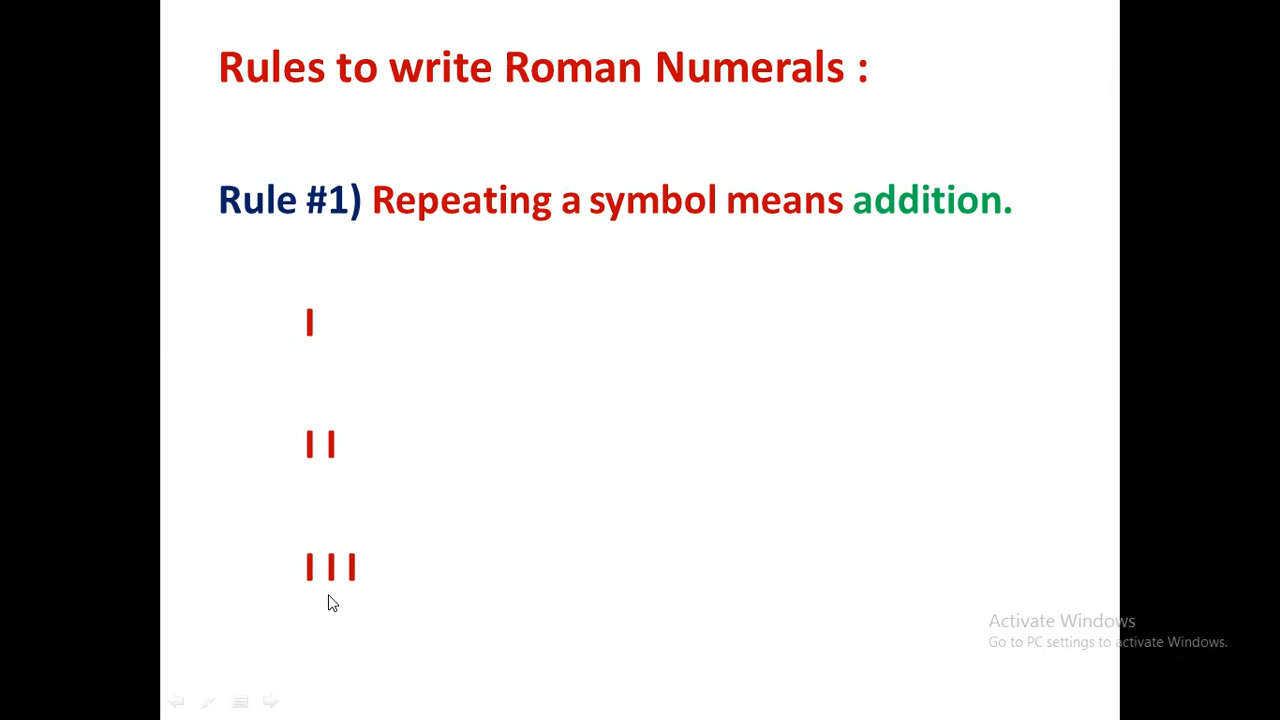 Rules to write Roman Numerals :
Rule #1) Repeating a symbol means addition.
I
I I
I I I
Activate Windows
Go to PC settings to activate Windows.